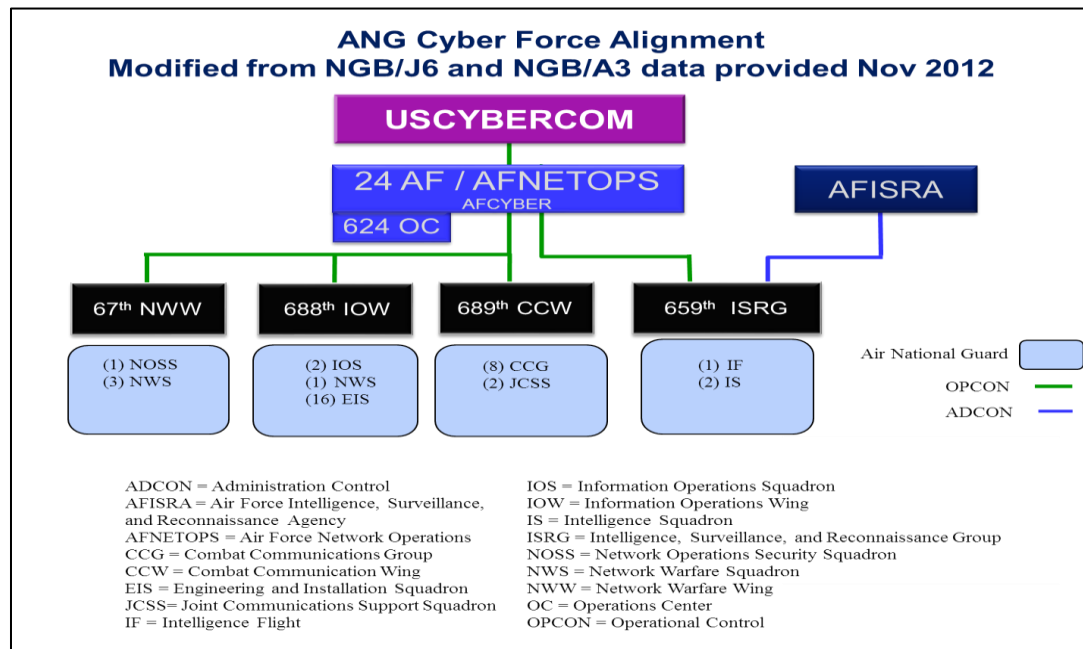 ANG Cyber Force Alignment
Modified from NGB/J6 and NGB/A3 data provided Nov 2012
USCYBERCOM
24 AF / AFNETOPS
AFCYBER
624 OC
AFISRA
67th NWW
688th IOW
689th CCW
659th ISRG
(1) NOSS
(3) NWS
(2) IOS
(1) NWS
(16) EIS
(8) CCG
(2) JCSS
(1) IF
(2) IS
Air National Guard
OPCON
ADCON
ADCON = Administration Control
AFISRA = Air Force Intelligence, Surveillance,
and Reconnaissance Agency
AFNETOPS = Air Force Network Operations
CCG = Combat Communications Group
CCW = Combat Communication Wing
EIS = Engineering and Installation Squadron
JCSS= Joint Communications Support Squadron
IF = Intelligence Flight
IOS = Information Operations Squadron
IOW = Information Operations Wing
IS = Intelligence Squadron
ISRG = Intelligence, Surveillance, and Reconnaissance Group
NOSS = Network Operations Security Squadron
NWS = Network Warfare Squadron
NWW = Network Warfare Wing
OC = Operations Center
OPCON = Operational Control